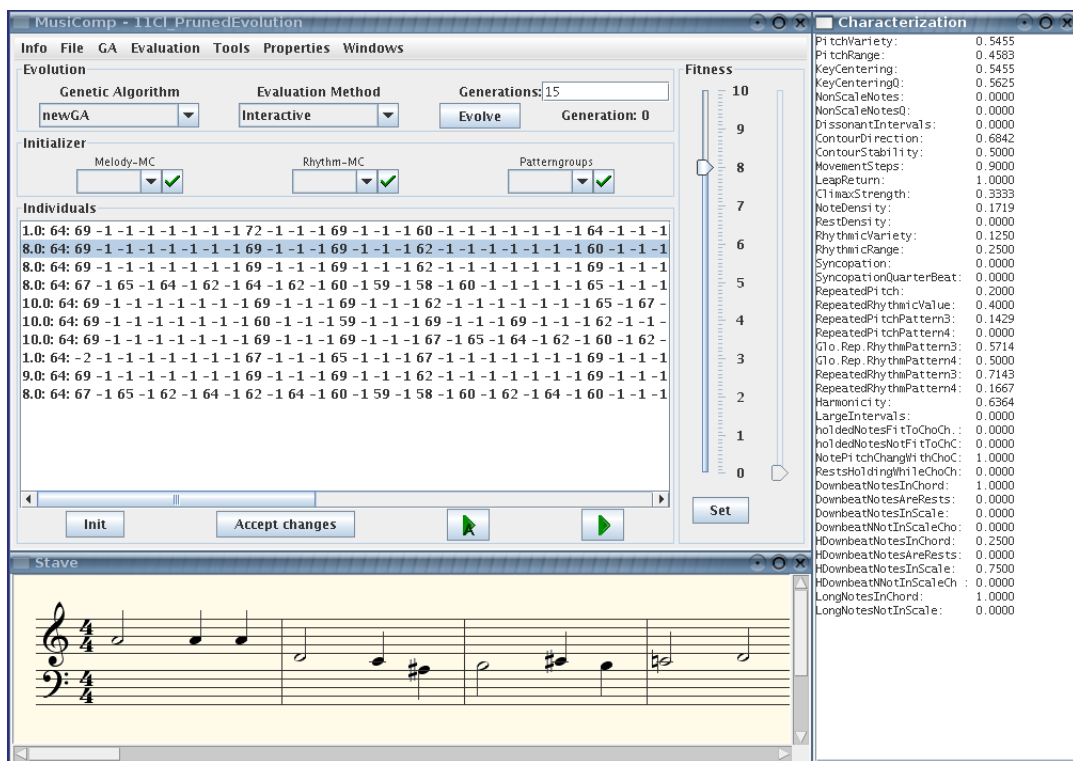 MusiComp - 11Cl_PrunedEvolution
Info File GA Evaluation Tools Properties Windows
Evolution
Genetic Algorithm Evaluation Method Generations: 15
newGA Interactive Evolve Generation: 0
Initializer
Melody-MC Rhythm-MC Patterngroups
Individuals
1.0: 64: 69 -1 -1 -1 -1 -1 -1 -1 72 -1 -1 -1 69 -1 -1 -1 60 -1 -1 -1 -1 -1 -1 -1 64 -1 -1 -1
8.0: 64: 69 -1 -1 -1 -1 -1 -1 -1 69 -1 -1 -1 69 -1 -1 -1 62 -1 -1 -1 -1 -1 -1 -1 60 -1 -1 -1
8.0: 64: 69 -1 -1 -1 -1 -1 -1 -1 69 -1 -1 -1 69 -1 -1 -1 62 -1 -1 -1 -1 -1 -1 -1 69 -1 -1 -1
8.0: 64: 67 -1 65 -1 64 -1 62 -1 64 -1 62 -1 60 -1 59 -1 58 -1 60 -1 -1 -1 -1 -1 65 -1 -1 -1
10.0: 64: 69 -1 -1 -1 -1 -1 -1 -1 69 -1 -1 -1 69 -1 -1 -1 62 -1 -1 -1 -1 -1 -1 -1 65 -1 67 -
10.0: 64: 69 -1 -1 -1 -1 -1 -1 -1 60 -1 -1 -1 59 -1 -1 -1 69 -1 -1 -1 69 -1 -1 -1 62 -1 -1 -
10.0: 64: 69 -1 -1 -1 -1 -1 -1 -1 69 -1 -1 -1 69 -1 -1 -1 67 -1 65 -1 64 -1 62 -1 60 -1 62 -
1.0: 64: -2 -1 -1 -1 -1 -1 -1 -1 67 -1 -1 -1 65 -1 -1 -1 67 -1 -1 -1 -1 -1 -1 -1 69 -1 -1 -1
9.0: 64: 69 -1 -1 -1 -1 -1 -1 -1 69 -1 -1 -1 69 -1 -1 -1 62 -1 -1 -1 -1 -1 -1 -1 69 -1 -1 -1
8.0: 64: 67 -1 65 -1 62 -1 64 -1 62 -1 64 -1 60 -1 59 -1 58 -1 60 -1 62 -1 64 -1 60 -1 -1 -1
Init Accept changes A
Fitness
10
9
8
7
6
5
4
3
2
1
0
Set
Stave
4 4
4 4
Characterization
PitchVariety: 0.5455
PitchRange: 0.4583
KeyCentering: 0.5455
KeyCenteringQ: 0.5625
NonScaleNotes: 0.0000
NonScaleNotesQ: 0.0000
DissonantIntervals: 0.0000
ContourDirection: 0.6842
ContourStability: 0.5000
MovementSteps: 0.9000
LeapReturn: 1.0000
ClimaxStrength: 0.3333
NoteDensity: 0.1719
RestDensity: 0.0000
RhythmicVariety: 0.1250
RhythmicRange: 0.2500
Syncopation: 0.0000
SyncopationQuarterBeat: 0.0000
RepeatedPitch: 0.2000
RepeatedRhythmicValue: 0.4000
RepeatedPitchPattern3: 0.1429
RepeatedPitchPattern4: 0.0000
Glo.Rep.RhythmPattern3: 0.5714
Glo.Rep.RhythmPattern4: 0.5000
RepeatedRhythmPattern3: 0.7143
RepeatedRhythmPattern4: 0.1667
Harmonicity: 0.6364
LargeIntervals: 0.0000
holdedNotesFitToChoCh.: 0.0000
holdedNotesNotFitToChC: 0.0000
NotePitchChangWithChoC: 1.0000
RestsHoldingWhileChoCh: 0.0000
DownbeatNotesInChord: 1.0000
DownbeatNotesAreRests: 0.0000
DownbeatNotesInScale: 0.0000
DownbeatNNotInScaleCho: 0.0000
HDownbeatNotesInChord: 0.2500
HDownbeatNotesAreRests: 0.0000
HDownbeatNotesInScale: 0.7500
HDownbeatNNotInScaleCh : 0.0000
LongNotesInChord: 1.0000
LongNotesNotInScale: 0.0000